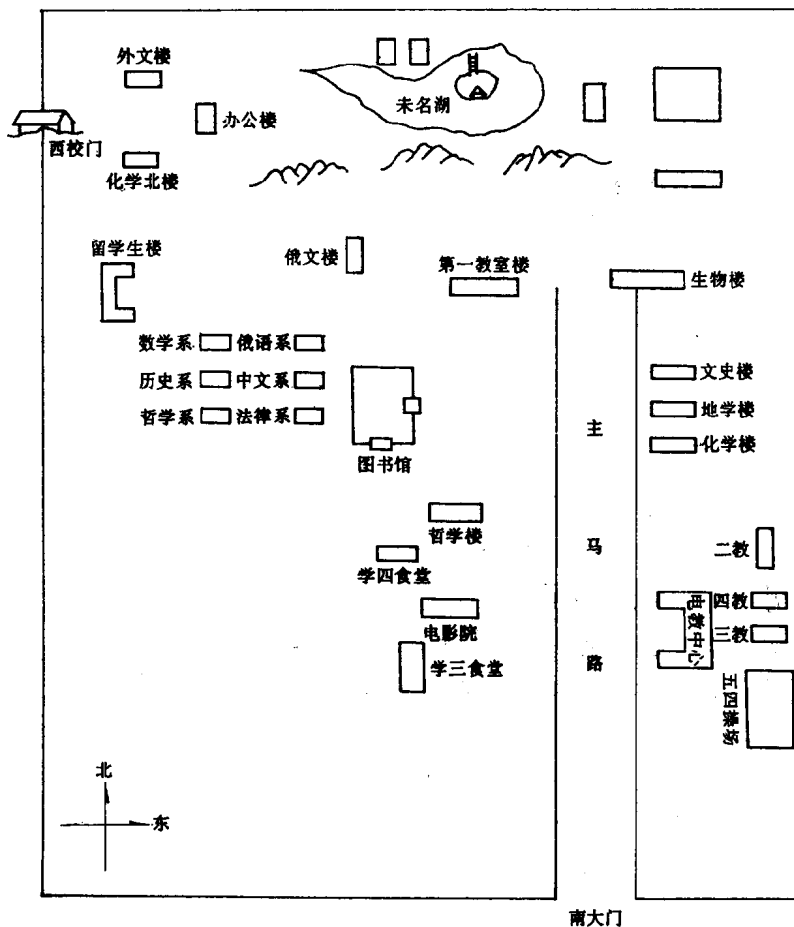 外文楼
未名湖
办公楼
西校门
化学北楼
留学生楼
俄文楼
第一教室楼
生物楼
数学系
俄语系
历史系
中文系
文史楼
哲学系
法律系
地学楼
主
化学楼
图书馆
哲学楼
马
二教
学四食堂
四教
电影院
电教中心
三教
学三食堂
路
五四操场
北
东
南大门